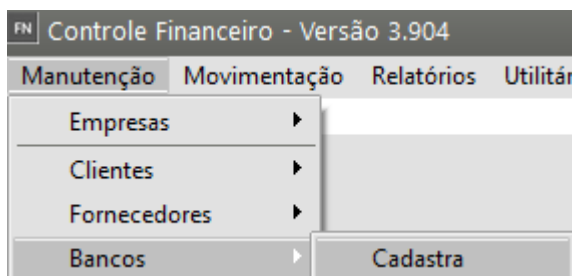 FN Controle Financeiro - Versão 3.904
Manutenção Movimentação Relatórios
Empresas
Clientes
Fornecedores
Bancos Cadastra